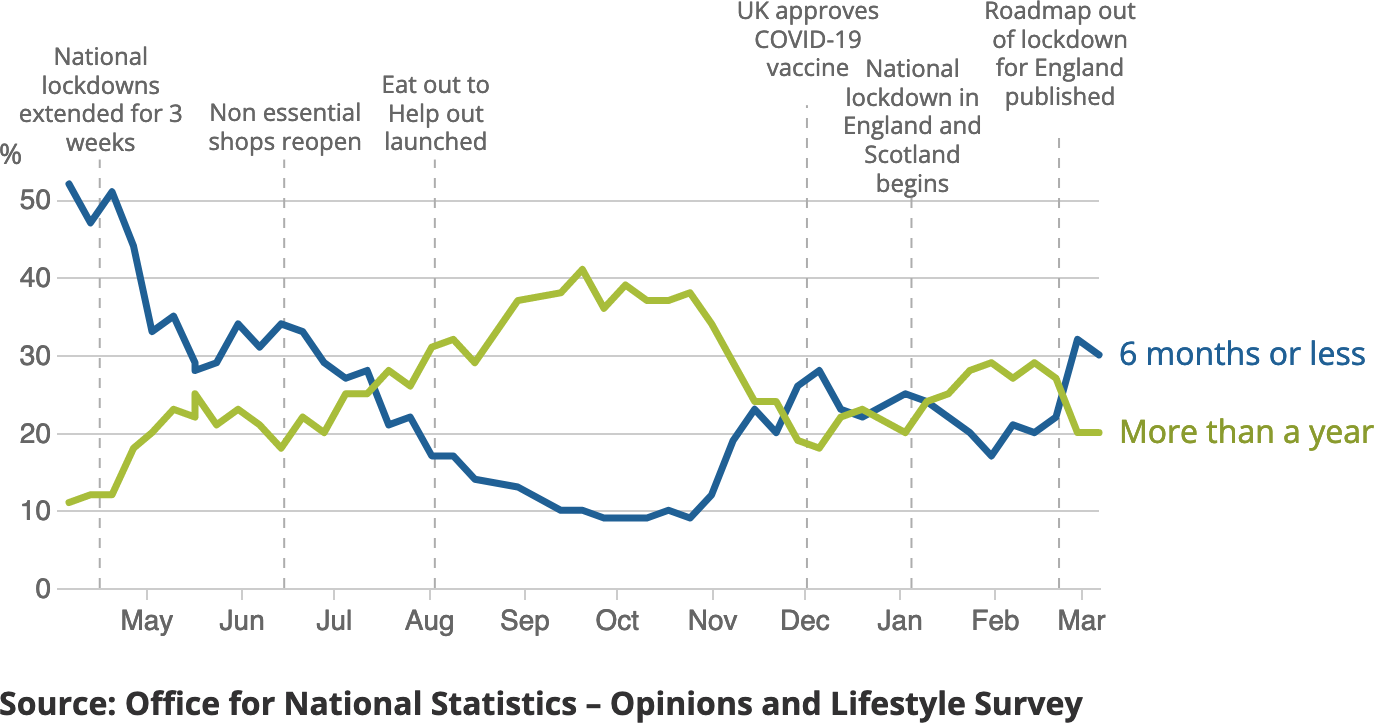 National
lockdowns
extended for 3
weeks
Non essential
shops reopen
Eat out to
Help out
launched
UK approves
COVID-19
vaccine
National
lockdown in
England and
Scotland
begins
Roadmap out
of lockdown
for England
published
%
50
40
30
20
10
0
6 months or less
More than a year
May
Jun
Jul
Aug
Sep
Oct
Nov
Dec
Jan
Feb
Mar
Source: Office for National Statistics – Opinions and Lifestyle Survey